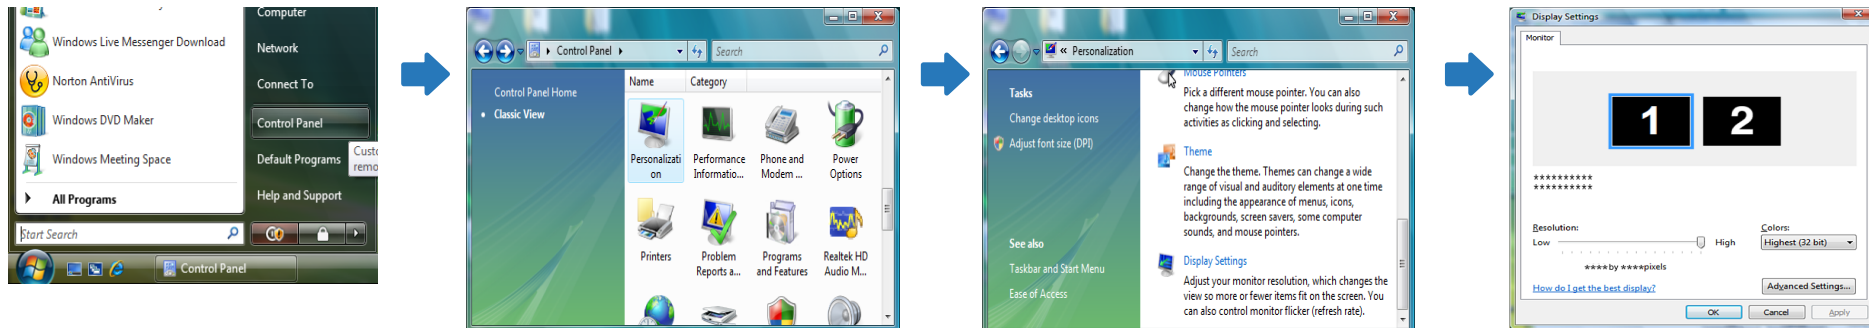 Computer
Windows Live Messenger Download
Network
Norton AntiVirus
Connect To
Windows DVD Maker
Control Panel
Windows Meeting Space
Default Programs
Custo
remo
All Programs
Help and Support
Start Search
Control Panel
Control Panel
Search
Name Category
Control Panel Home
Classic View
Personalizati
on
Performance
Informatio...
Phone and
Modem ...
Power
Options
Printers
Problem
Reports a...
Programs
and Features
Realtek HD
Audio M...
« Personalization
Search
Tasks
Change desktop icons
Adjust font size (DPI)
See also
Taskbar and Start Menu
Ease of Access
Mouse Pointers
Pick a different mouse pointer. You can also
change how the mouse pointer looks during such
activities as clicking and selecting.
Theme
Change the theme. Themes can change a wide
range of visual and auditory elements at one time
including the appearance of menus, icons,
backgrounds, screen savers, some computer
sounds, and mouse pointers.
Display Settings
Adjust your monitor resolution, which changes the
view so more or fewer items fit on the screen. You
can also control monitor flicker (refresh rate).
Display Settings
Monitor
1 2
**********
**********
Resolution:
Low High
****by ****pixels
Colors:
Highest (32 bit)
How do I get the best display?
Advanced Settings...
OK Cancel Apply